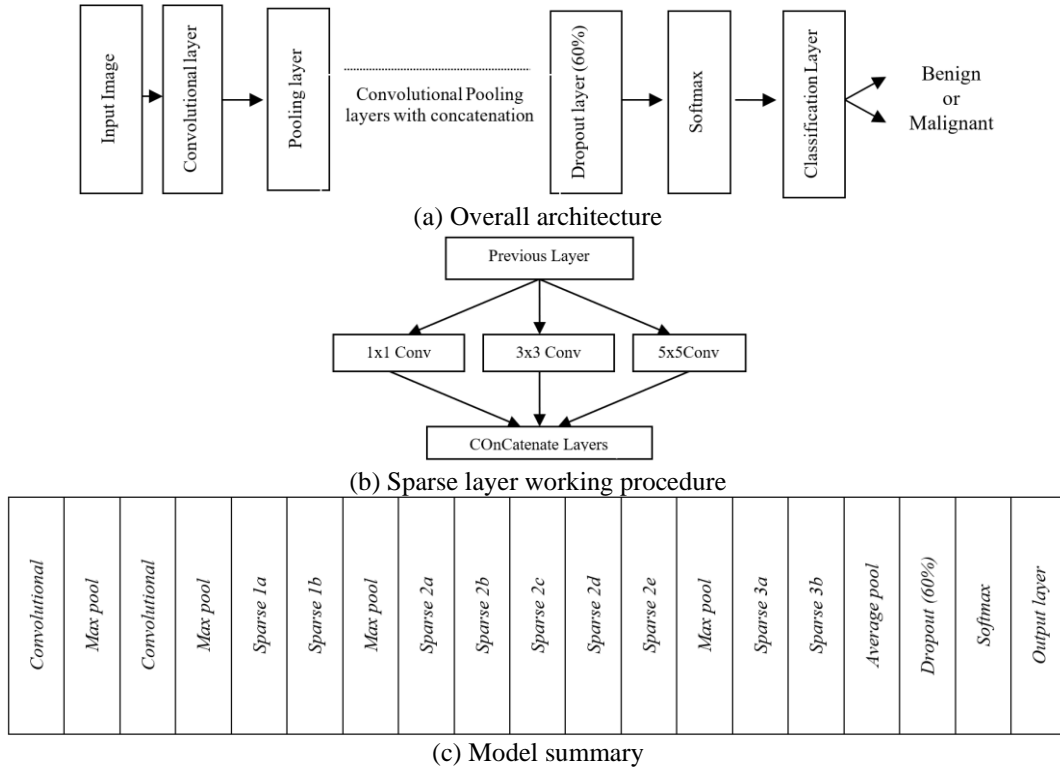 Input Image
Convolutional layer
Pooling layer
Convolutional Pooling
layers with concatenation
Dropout layer (60%)
Softmax
Classification Layer
Benign
or
Malignant
(a) Overall architecture
Previous Layer
1x1 Conv
3x3 Conv
5x5Conv
COnCatenate Layers
(b) Sparse layer working procedure
Convolutional
Max pool
Convolutional
Max pool
Sparse 1a
Sparse 1b
Max pool
Sparse 2a
Sparse 2b
Sparse 2c
Sparse 2d
Sparse 2e
Max pool
Sparse 3a
Sparse 3b
Average pool
Dropout (60%)
Softmax
Output layer
(c) Model summary